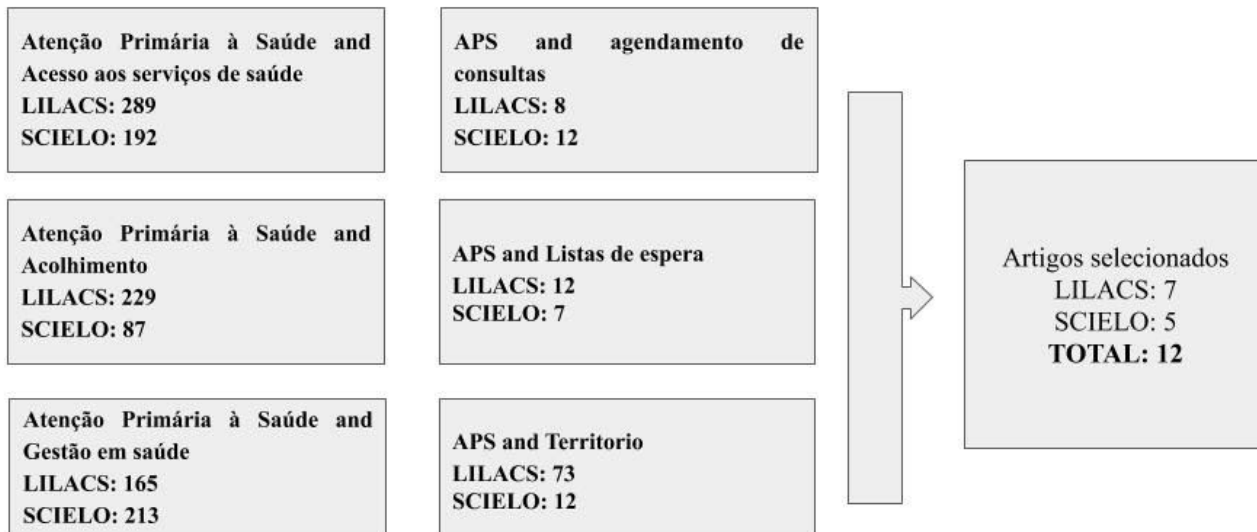 Atenção Primária à Saúde and
Acesso aos serviços de saúde
LILACS: 289
SCIELO: 192
Atenção Primária à Saúde and
Acolhimento
LILACS: 229
SCIELO: 87
Atenção Primária à Saúde and
Gestão em saúde
LILACS: 165
SCIELO: 213
APS and agendamento de
consultas
LILACS: 8
SCIELO: 12
APS and Listas de espera
LILACS: 12
SCIELO: 7
APS and Territorio
LILACS: 73
SCIELO: 12
Artigos selecionados
LILACS: 7
SCIELO: 5
TOTAL: 12